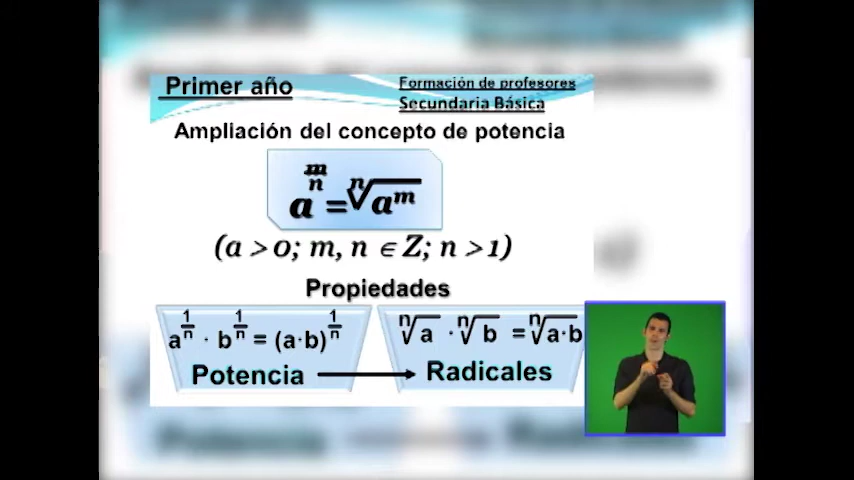 Primer año
Formación de profesores
Secundaria Básica
Ampliación del concepto de potencia
a^(m/n) = ⁿ√(a^m)
(a > 0; m, n ∈ Z; n > 1)
Propiedades
a^(1/n) · b^(1/n) = (a·b)^(1/n)
ⁿ√a · ⁿ√b = ⁿ√(a·b)
Potencia
Radicales